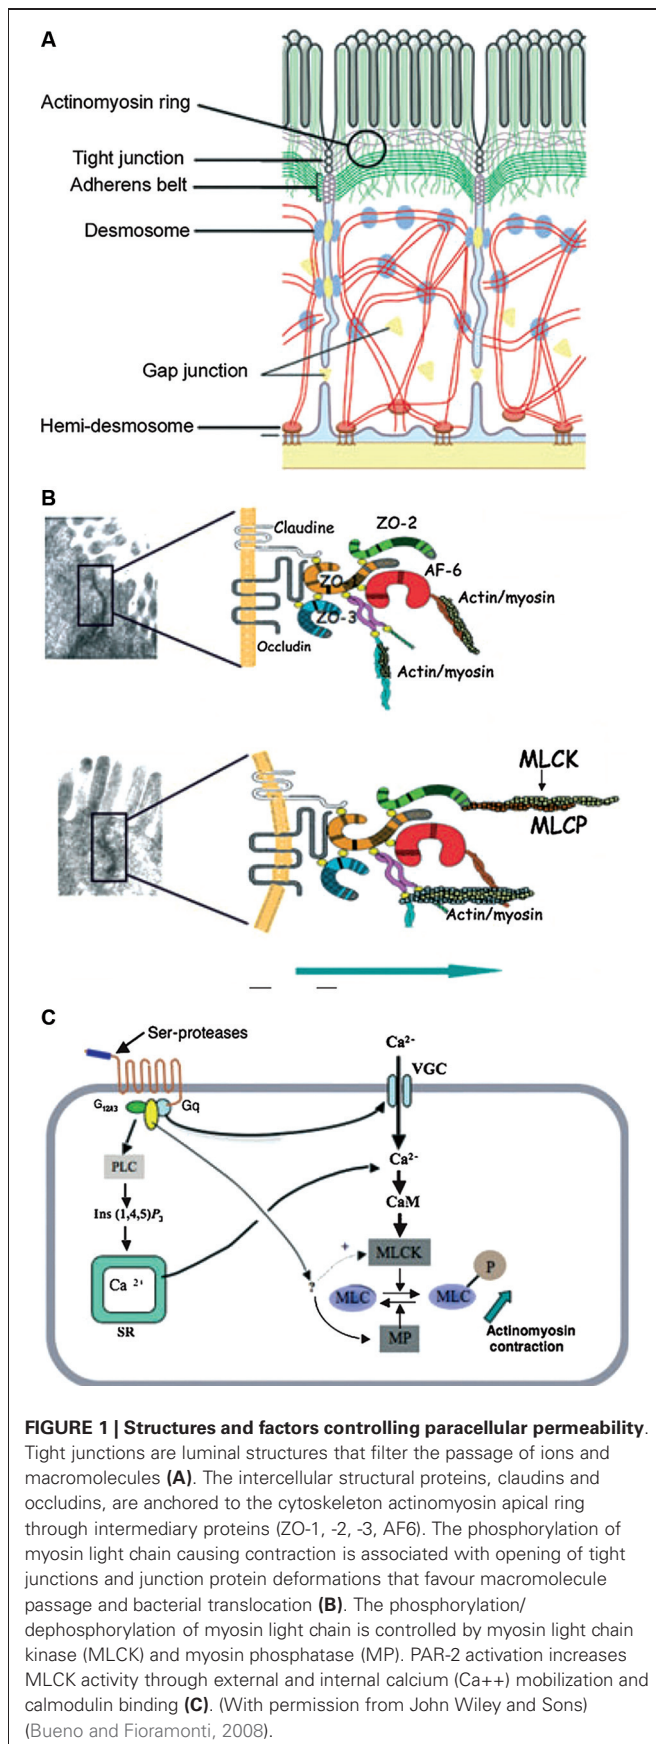 A
Actinomyosin ring
Tight junction
Adherens belt
Desmosome
Gap junction
Hemi-desmosome
B
Claudine
ZO-2
ZO-1
AF-6
Actin/myosin
ZO-3
Occludin
Actin/myosin
MLCK
MLCP
Actin/myosin
C
Ser-proteases
Ca2-
VGC
G12A3
Gq
PLC
Ca2-
Ins (1,4,5)P3
CaM
+
MLCK
P
Ca 2+
?
MLC
MLC
SR
MP
Actinomyosin
contraction
FIGURE 1 | Structures and factors controlling paracellular permeability.
Tight junctions are luminal structures that filter the passage of ions and
macromolecules (A). The intercellular structural proteins, claudins and
occludins, are anchored to the cytoskeleton actinomyosin apical ring
through intermediary proteins (ZO-1, -2, -3, AF6). The phosphorylation of
myosin light chain causing contraction is associated with opening of tight
junctions and junction protein deformations that favour macromolecule
passage and bacterial translocation (B). The phosphorylation/
dephosphorylation of myosin light chain is controlled by myosin light chain
kinase (MLCK) and myosin phosphatase (MP). PAR-2 activation increases
MLCK activity through external and internal calcium (Ca++) mobilization and
calmodulin binding (C). (With permission from John Wiley and Sons)
(Bueno and Fioramonti, 2008).